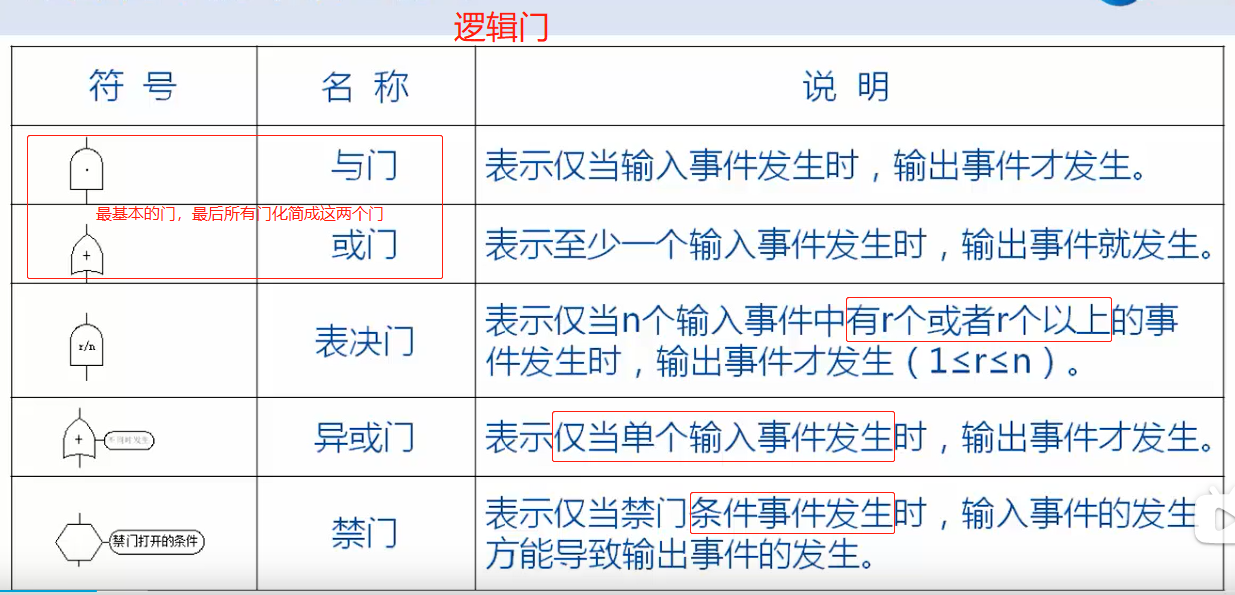 逻辑门
符 号
名 称
说 明
·
与门
表示仅当输入事件发生时，输出事件才发生。
最基本的门，最后所有门化简成这两个门
+
或门
表示至少一个输入事件发生时，输出事件就发生。
r/n
表决门
表示仅当n个输入事件中有r个或者r个以上的事
件发生时，输出事件才发生（1≤r≤n）。
+
不同时发生
异或门
表示仅当单个输入事件发生时，输出事件才发生。
禁门打开的条件
禁门
表示仅当禁门条件事件发生时，输入事件的发生
方能导致输出事件的发生。